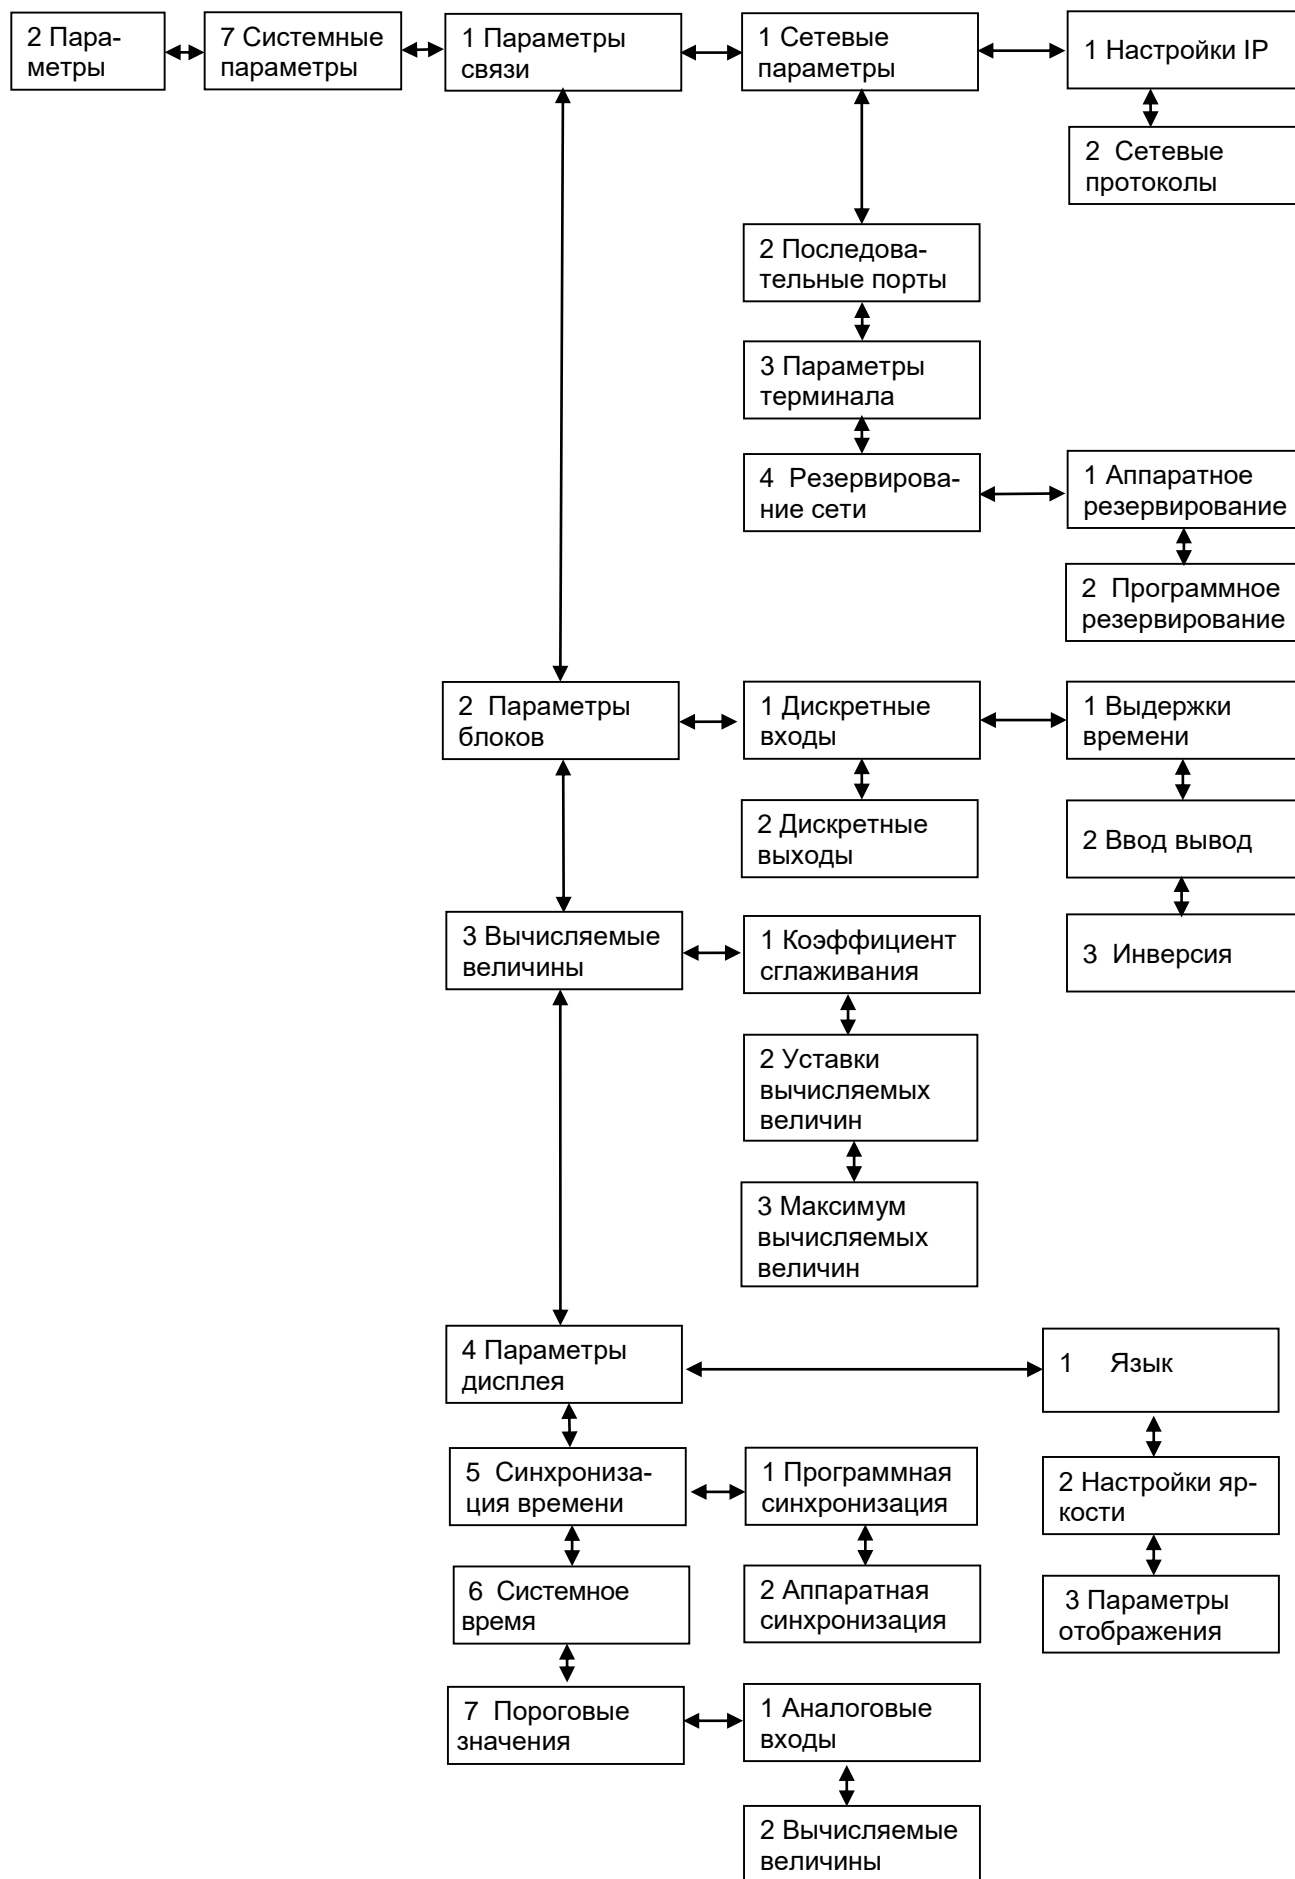 2 Пара-
метры
7 Системные
параметры
1 Параметры
связи
1 Сетевые
параметры
1 Настройки IP
2 Сетевые
протоколы
2 Последова-
тельные порты
3 Параметры
терминала
4 Резервирова-
ние сети
1 Аппаратное
резервирование
2 Программное
резервирование
2 Параметры
блоков
1 Дискретные
входы
1 Выдержки
времени
2 Дискретные
выходы
2 Ввод вывод
3 Инверсия
3 Вычисляемые
величины
1 Коэффициент
сглаживания
2 Уставки
вычисляемых
величин
3 Максимум
вычисляемых
величин
4 Параметры
дисплея
1 Язык
2 Настройки яр-
кости
3 Параметры
отображения
5 Синхрониза-
ция времени
1 Программная
синхронизация
2 Аппаратная
синхронизация
6 Системное
время
7 Пороговые
значения
1 Аналоговые
входы
2 Вычисляемые
величины